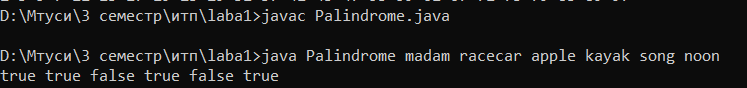 D:\Мтуси\3 семестр\итп\laba1>javac Palindrome.java
D:\Мтуси\3 семестр\итп\laba1>java Palindrome madam racecar apple kayak song noon
true true false true false true